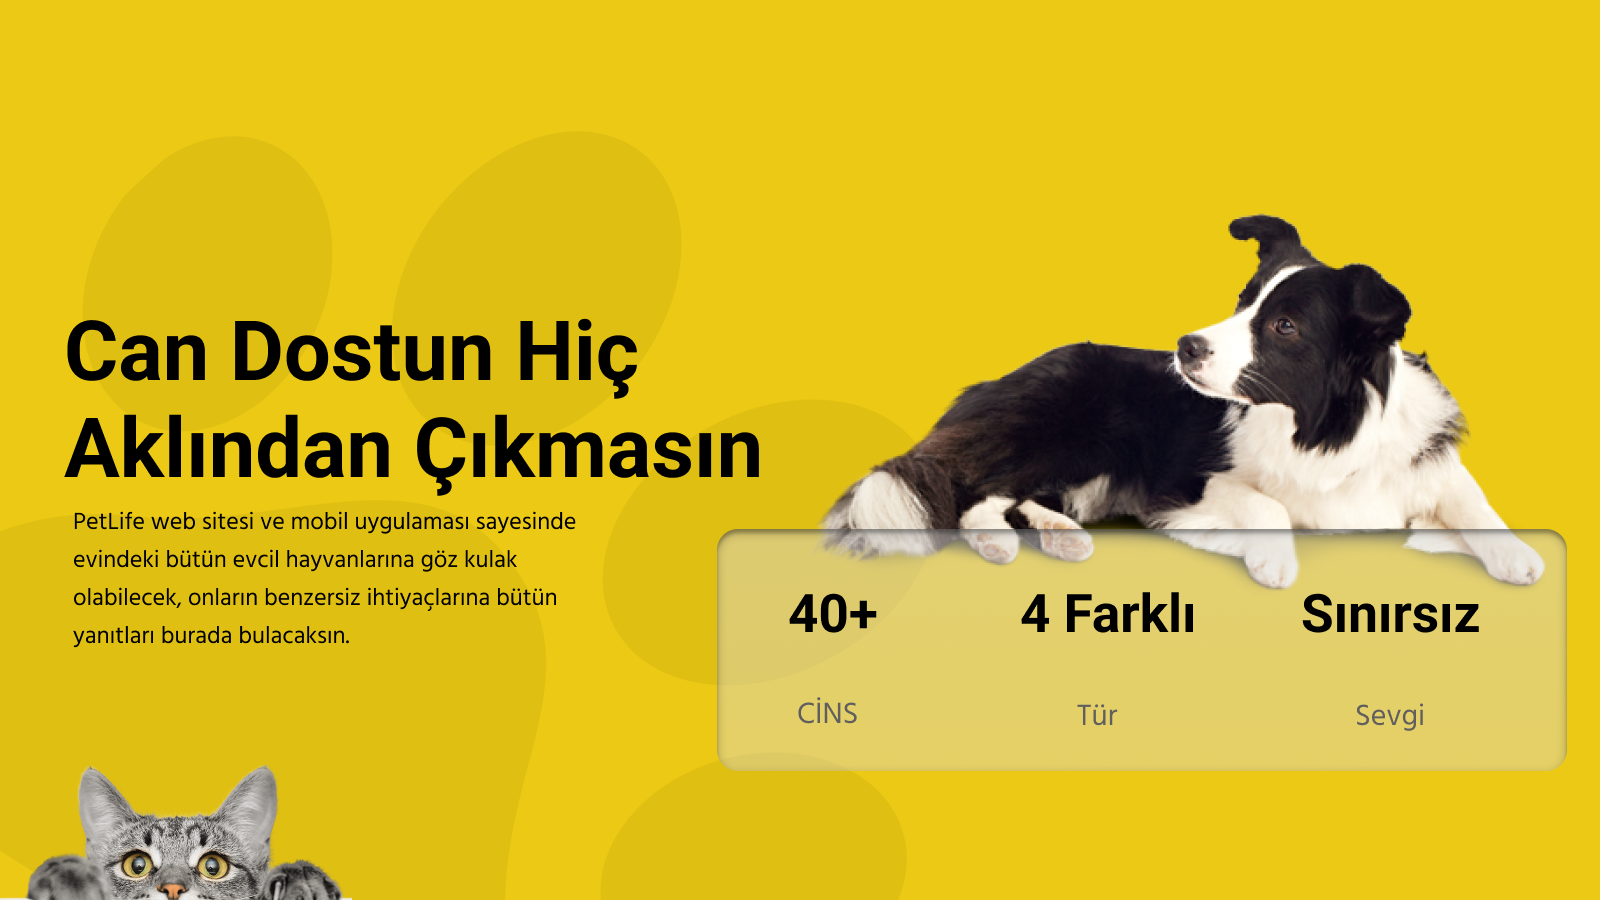 Can Dostun Hiç
Aklından Çıkmasın
PetLife web sitesi ve mobil uygulaması sayesinde
evindeki bütün evcil hayvanlarına göz kulak
olabilecek, onların benzersiz ihtiyaçlarına bütün
yanıtları burada bulacaksın.
40+
CİNS
4 Farklı
Tür
Sınırsız
Sevgi